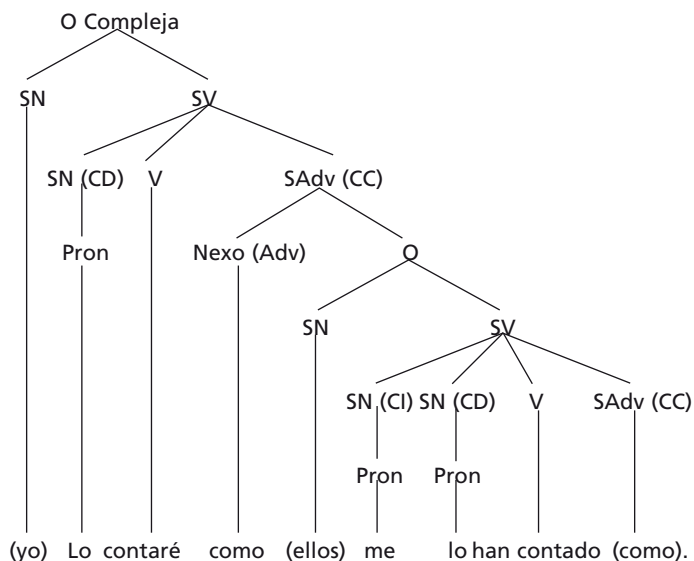 O Compleja
SN SV
SN (CD) V SAdv (CC)
Pron Nexo (Adv) O
SN SV
SN (CI) SN (CD) V SAdv (CC)
Pron Pron
(yo) Lo contaré como (ellos) me lo han contado (como).